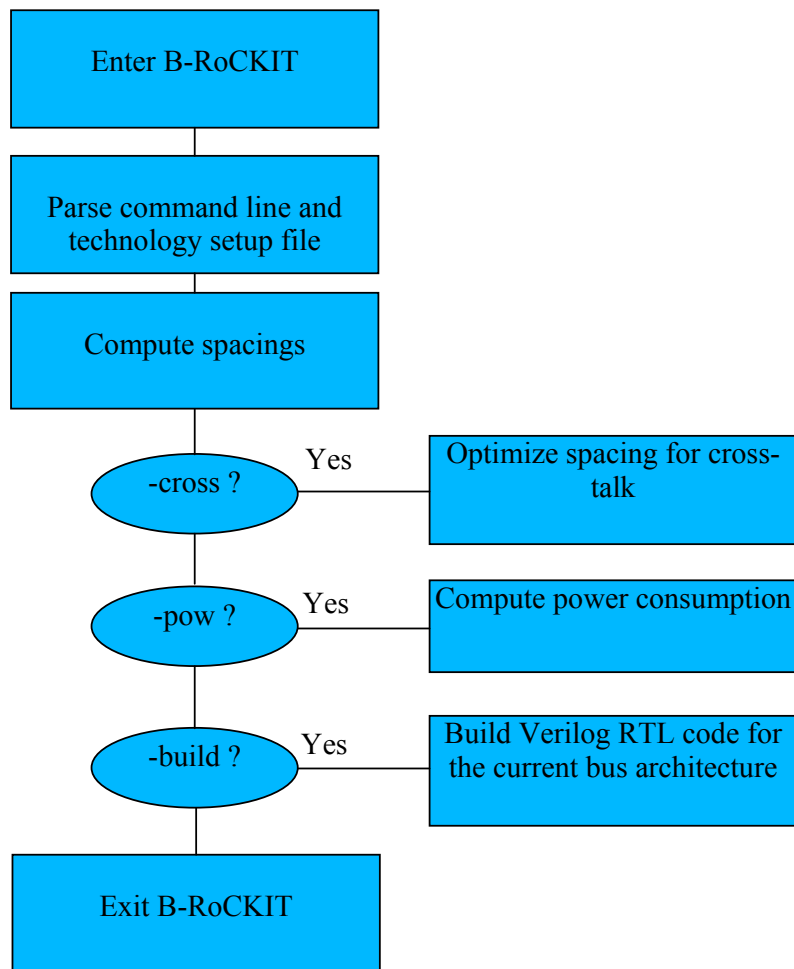 Enter B-RoCKIT
Parse command line and
technology setup file
Compute spacings
-cross ?
Yes
Optimize spacing for cross-
talk
-pow ?
Yes
Compute power consumption
-build ?
Yes
Build Verilog RTL code for
the current bus architecture
Exit B-RoCKIT